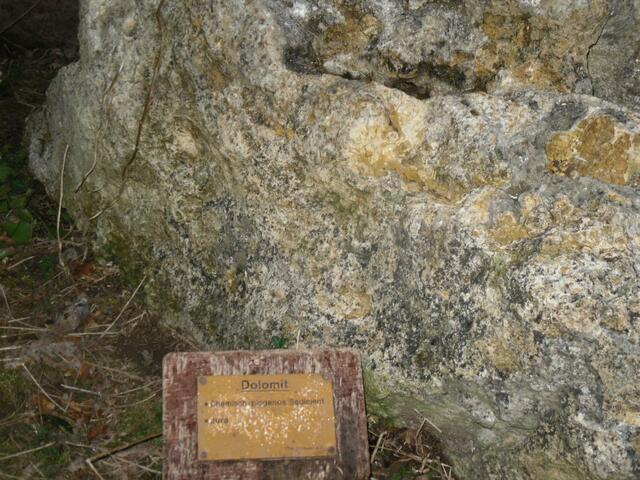 Dolomit
• Chemisch-biogenes Sediment
• Jura